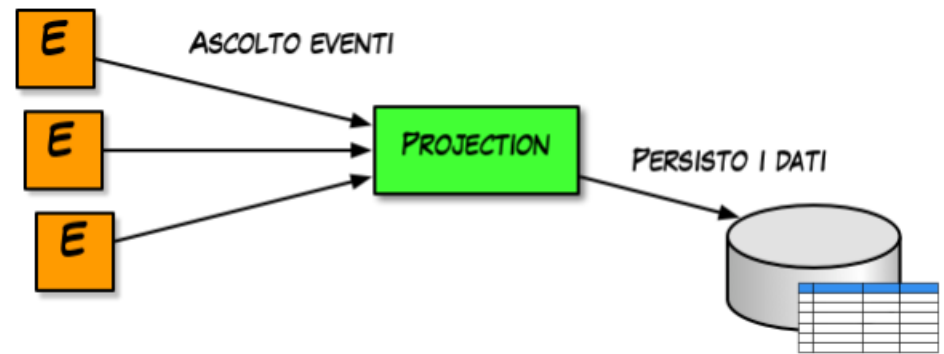 E
ASCOLTO EVENTI
E
PROJECTION
PERSISTO I DATI
E